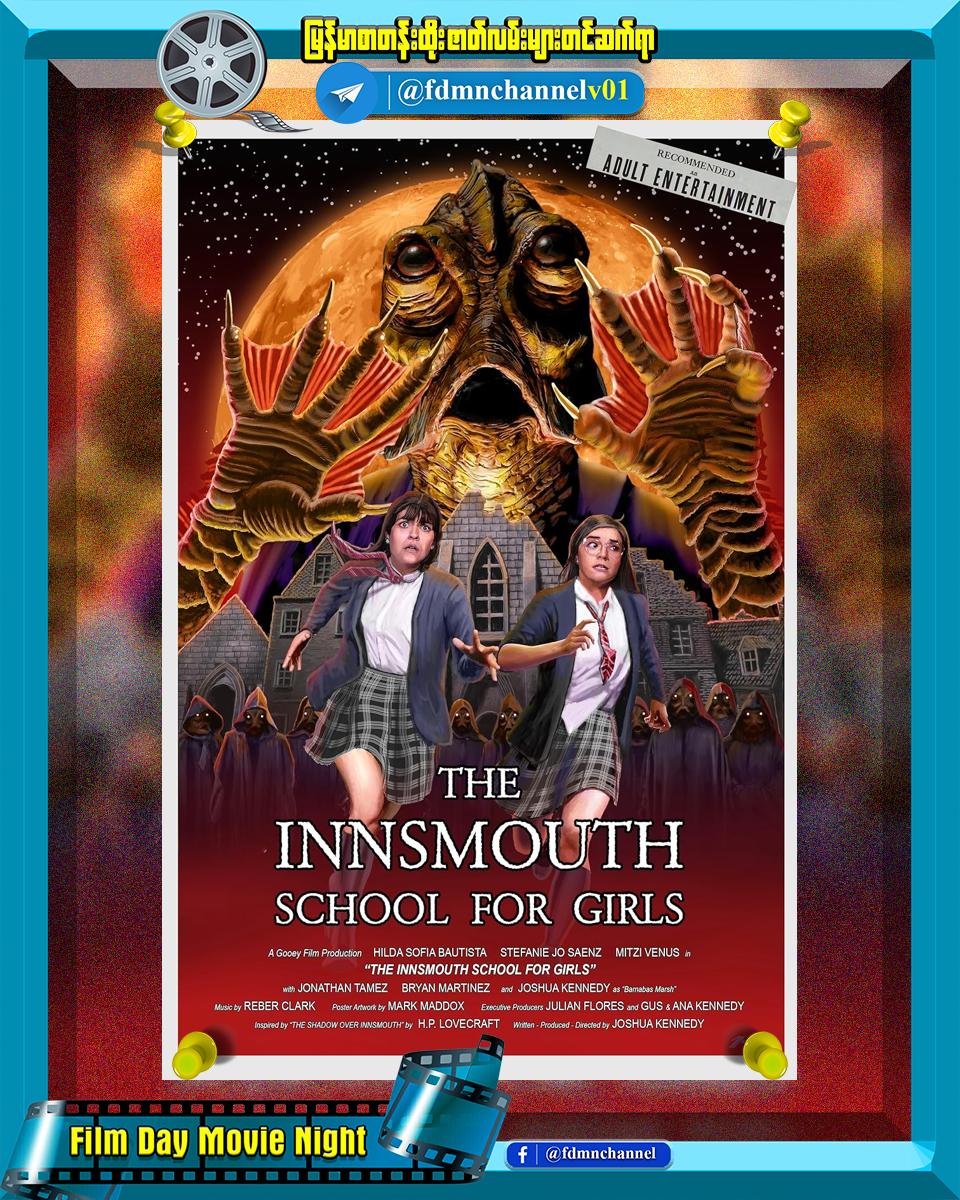 မြန်မာစာတန်းထိုးဇာတ်လမ်းများတင်ဆက်ရာ
@fdmnchannelv01
RECOMMENDED
AS
ADULT ENTERTAINMENT
THE
INNSMOUTH
SCHOOL FOR GIRLS
A Gooey Film Production HILDA SOFIA BAUTISTA STEFANIE JO SAENZ MITZI VENUS in
“THE INNSMOUTH SCHOOL FOR GIRLS”
with JONATHAN TAMEZ BRYAN MARTINEZ and JOSHUA KENNEDY as “Barnabas Marsh”
Music by REBER CLARK Poster Artwork by MARK MADDOX Executive Producers JULIAN FLORES and GUS & ANA KENNEDY
Inspired by “THE SHADOW OVER INNSMOUTH” by H.P. LOVECRAFT Written - Produced - Directed by JOSHUA KENNEDY
Film Day Movie Night
@fdmnchannel